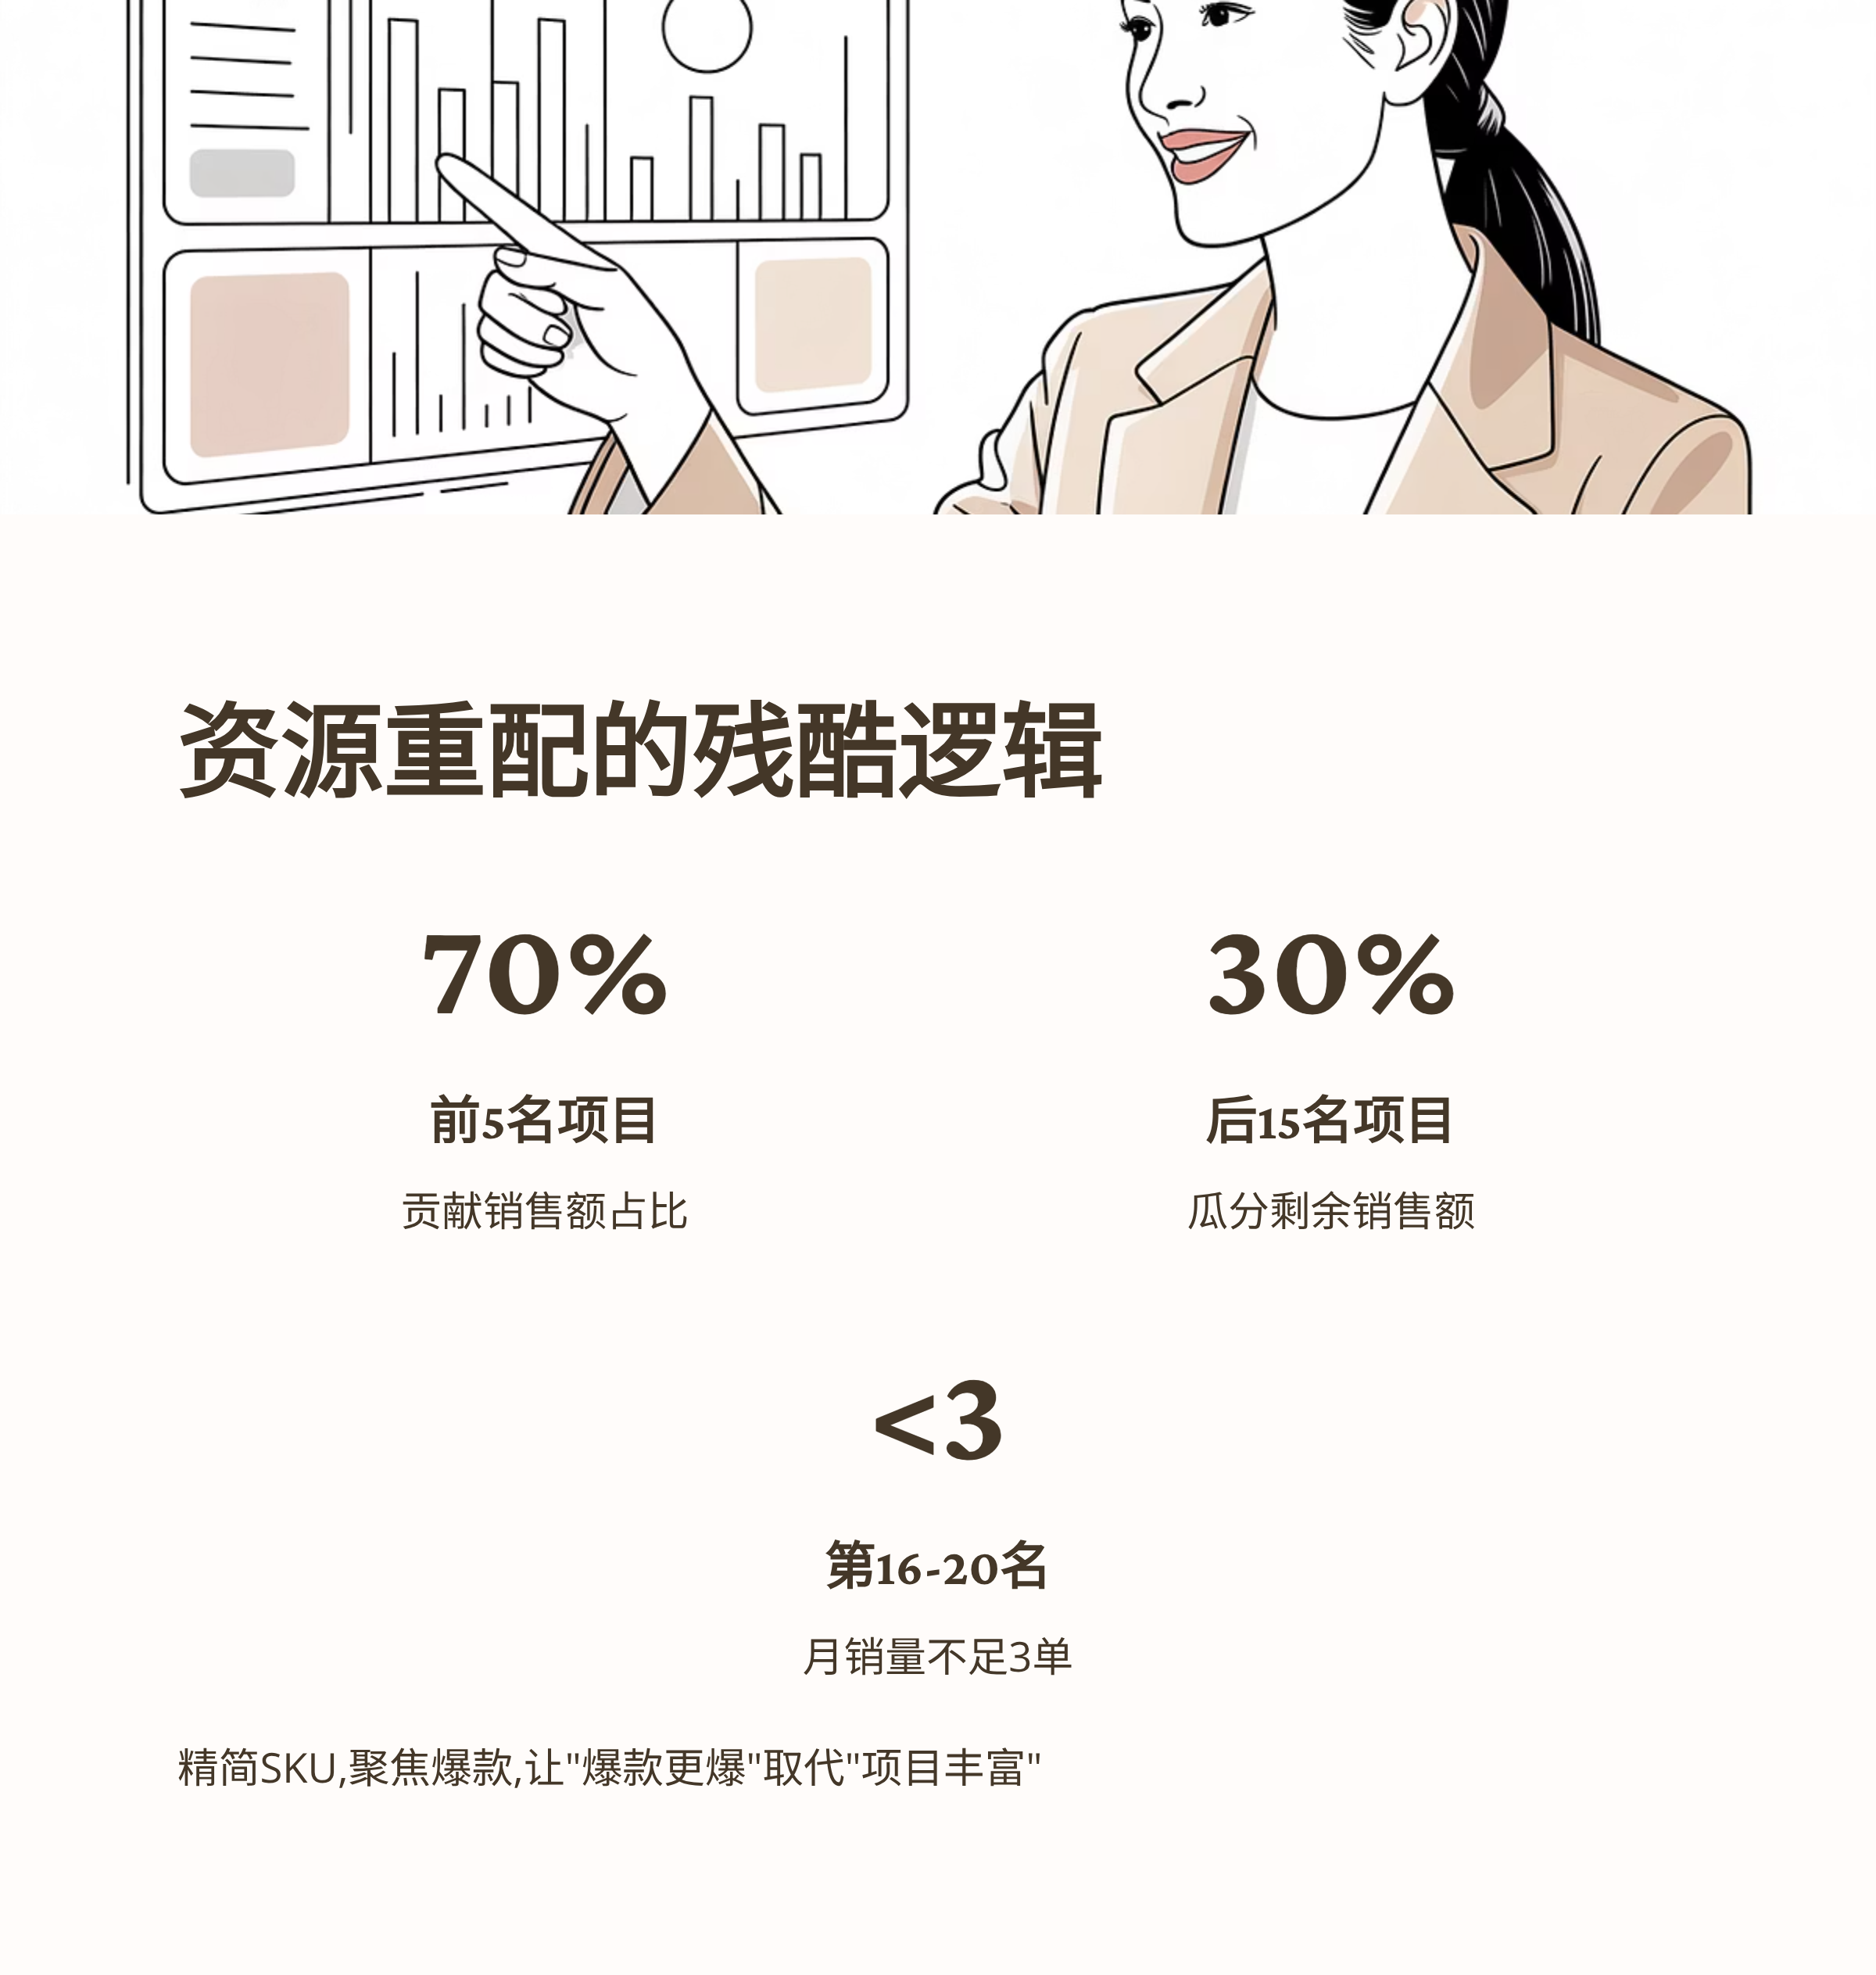 资源重配的残酷逻辑
70%
30%
前5名项目
后15名项目
贡献销售额占比
瓜分剩余销售额
<3
第16-20名
月销量不足3单
精简SKU,聚焦爆款,让"爆款更爆"取代"项目丰富"